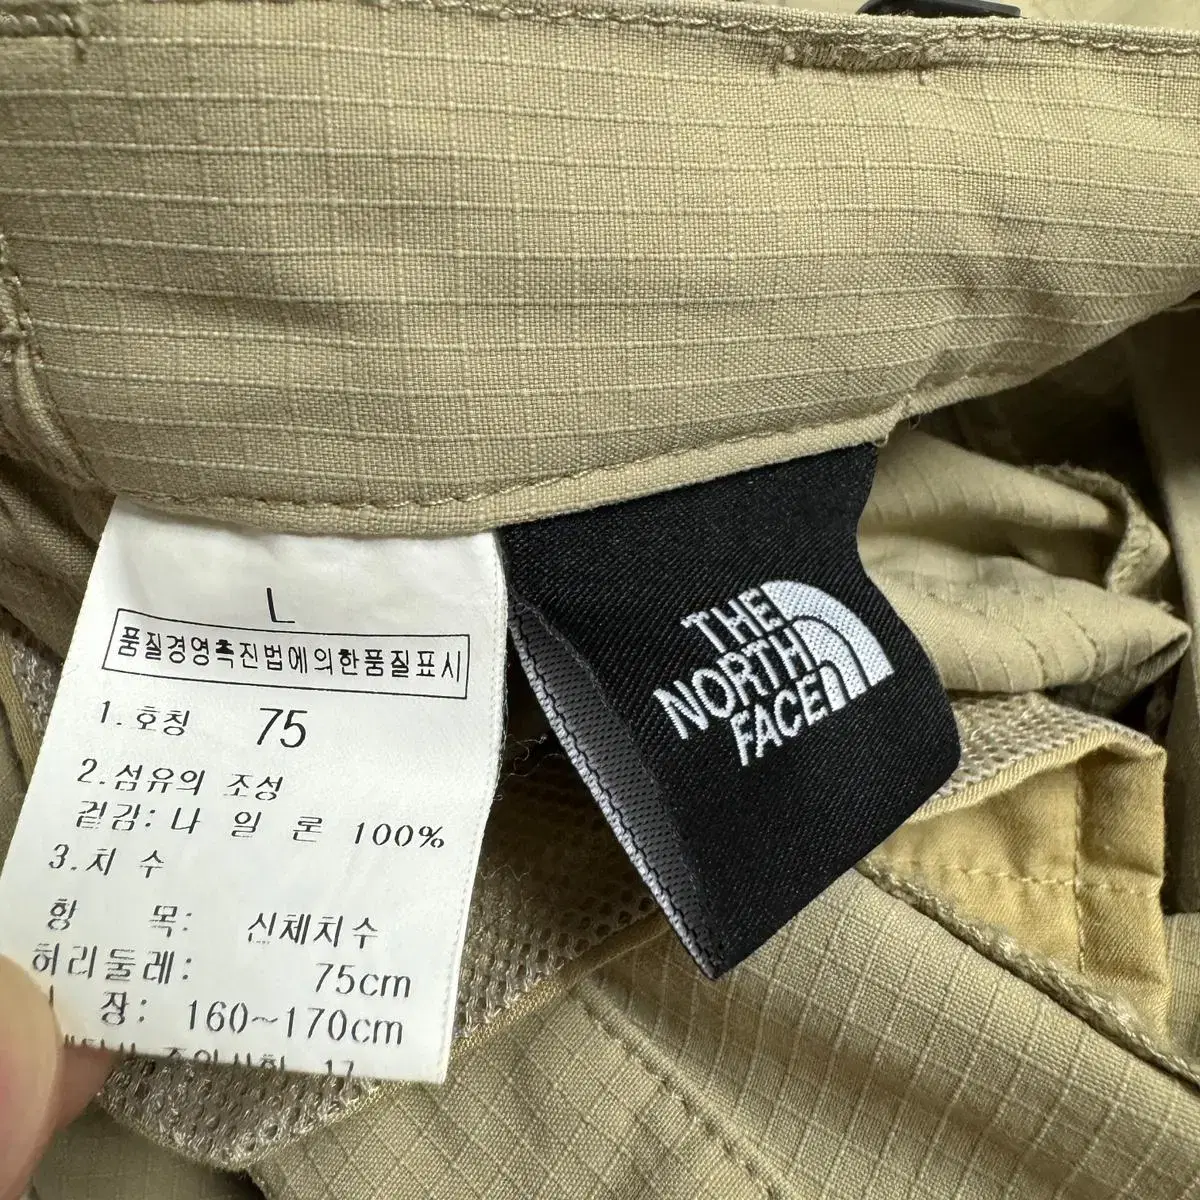 L
품질경영촉진법에의한품질표시
1.호칭 75
2.섬유의 조성
겉감: 나 일 론 100%
3.치 수
항 목: 신체치수
허리둘레: 75cm
장: 160~170cm
17
THE
NORTH
FACE